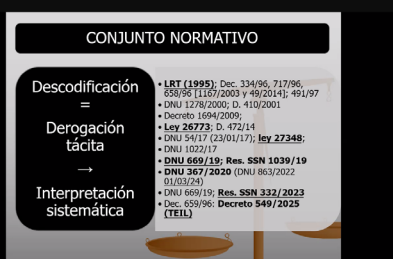 CONJUNTO NORMATIVO
Descodificación
=
Derogación
tácita
→
Interpretación
sistemática
• LRT (1995); Dec. 334/96, 717/96,
658/96 [1167/2003 y 49/2014]; 491/97
• DNU 1278/2000; D. 410/2001
• Decreto 1694/2009;
• Ley 26773; D. 472/14
• DNU 54/17 (23/01/17); ley 27348;
• DNU 1022/17
• DNU 669/19; Res. SSN 1039/19
• DNU 367/2020 (DNU 863/2022
01/03/24)
• DNU 669/19; Res. SSN 332/2023
• Dec. 659/96: Decreto 549/2025
(TEIL)